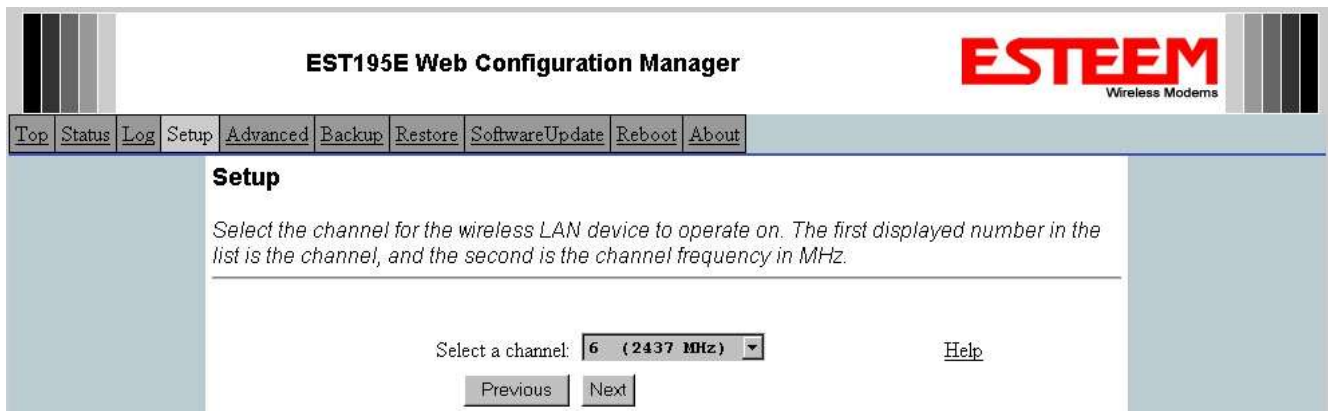 EST195E Web Configuration Manager
ESTEEM
Wireless Modems
Top Status Log Setup Advanced Backup Restore SoftwareUpdate Reboot About
Setup
Select the channel for the wireless LAN device to operate on. The first displayed number in the
list is the channel, and the second is the channel frequency in MHz.
Select a channel: 6 (2437 MHz) Help
Previous Next